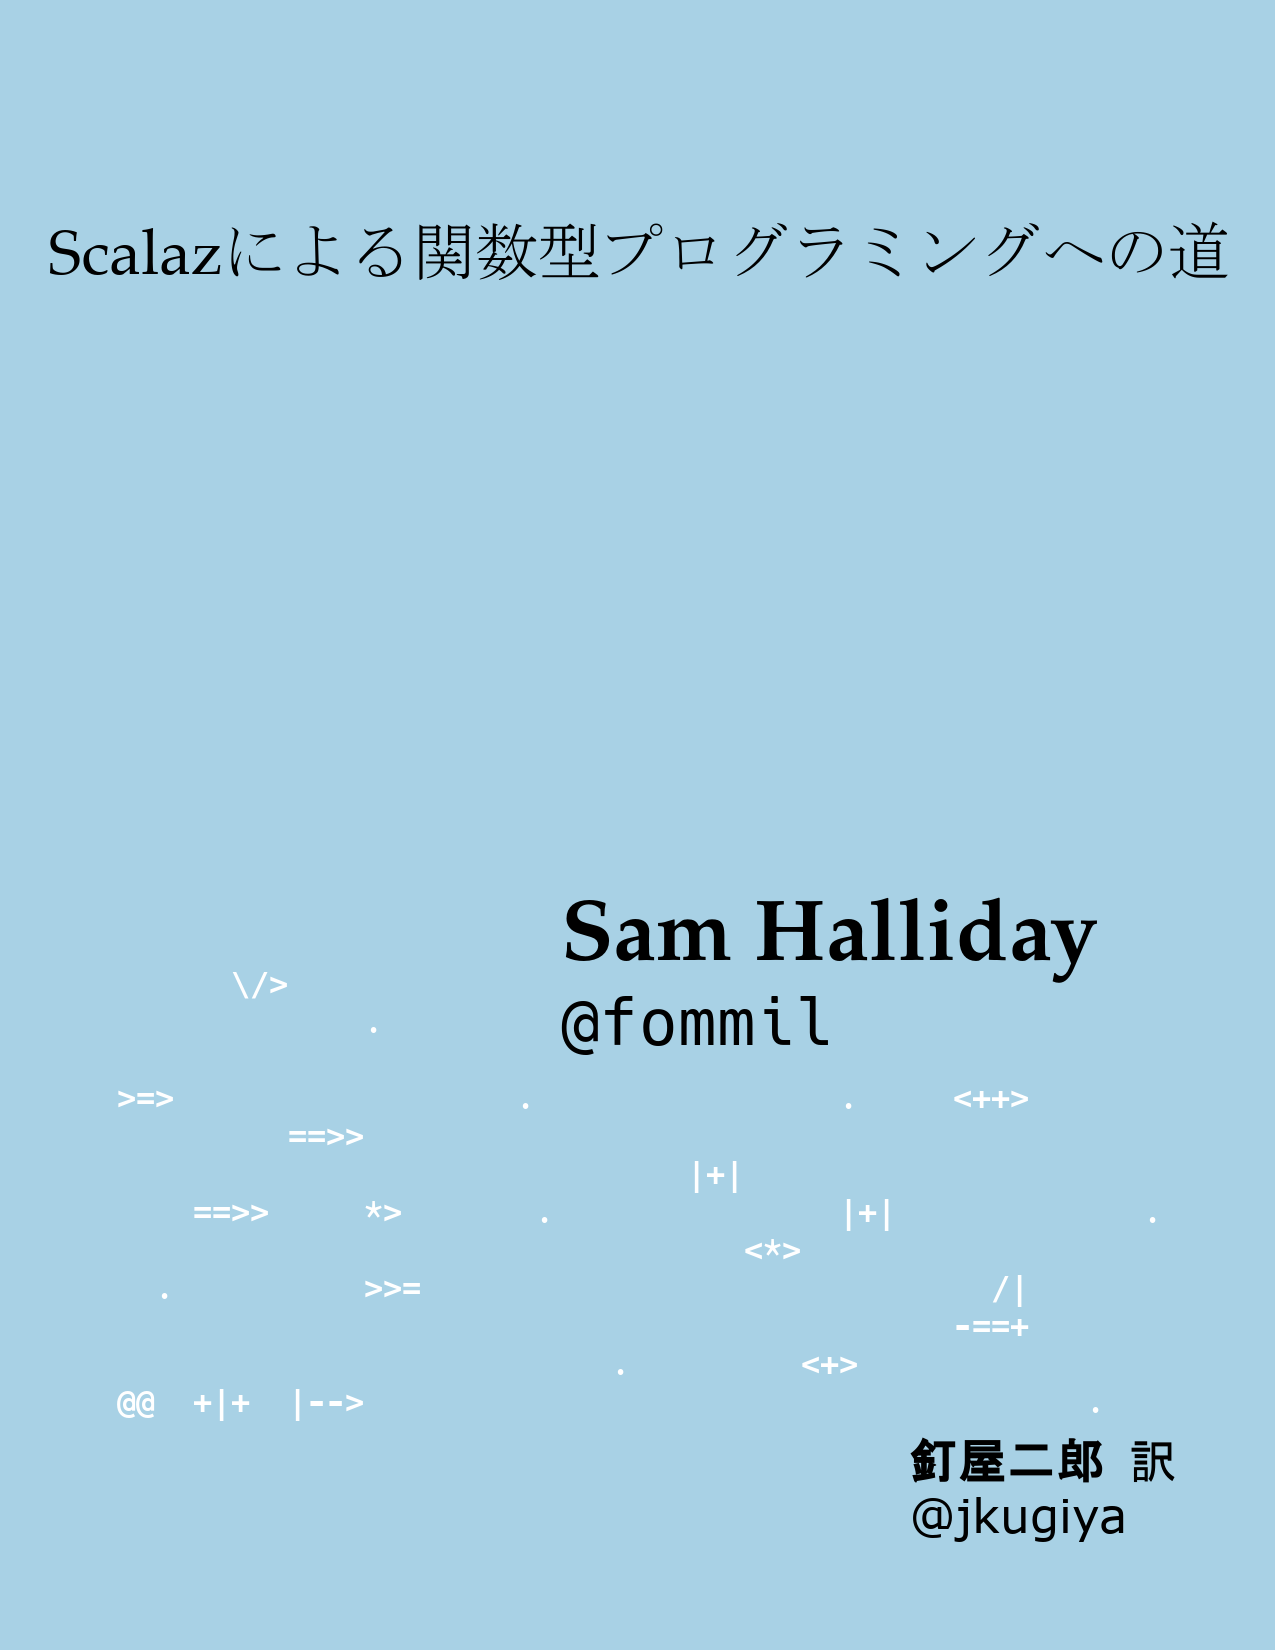 Scalazによる関数型プログラミングへの道
Sam Halliday
\/>
@fommil
.
>=> . . <++>
==>>
|+|
==>> *> . |+| .
<*>
. >>= /|
-==+
. <+>
@@ +|+ |--> .
釘屋二郎 訳
@jkugiya